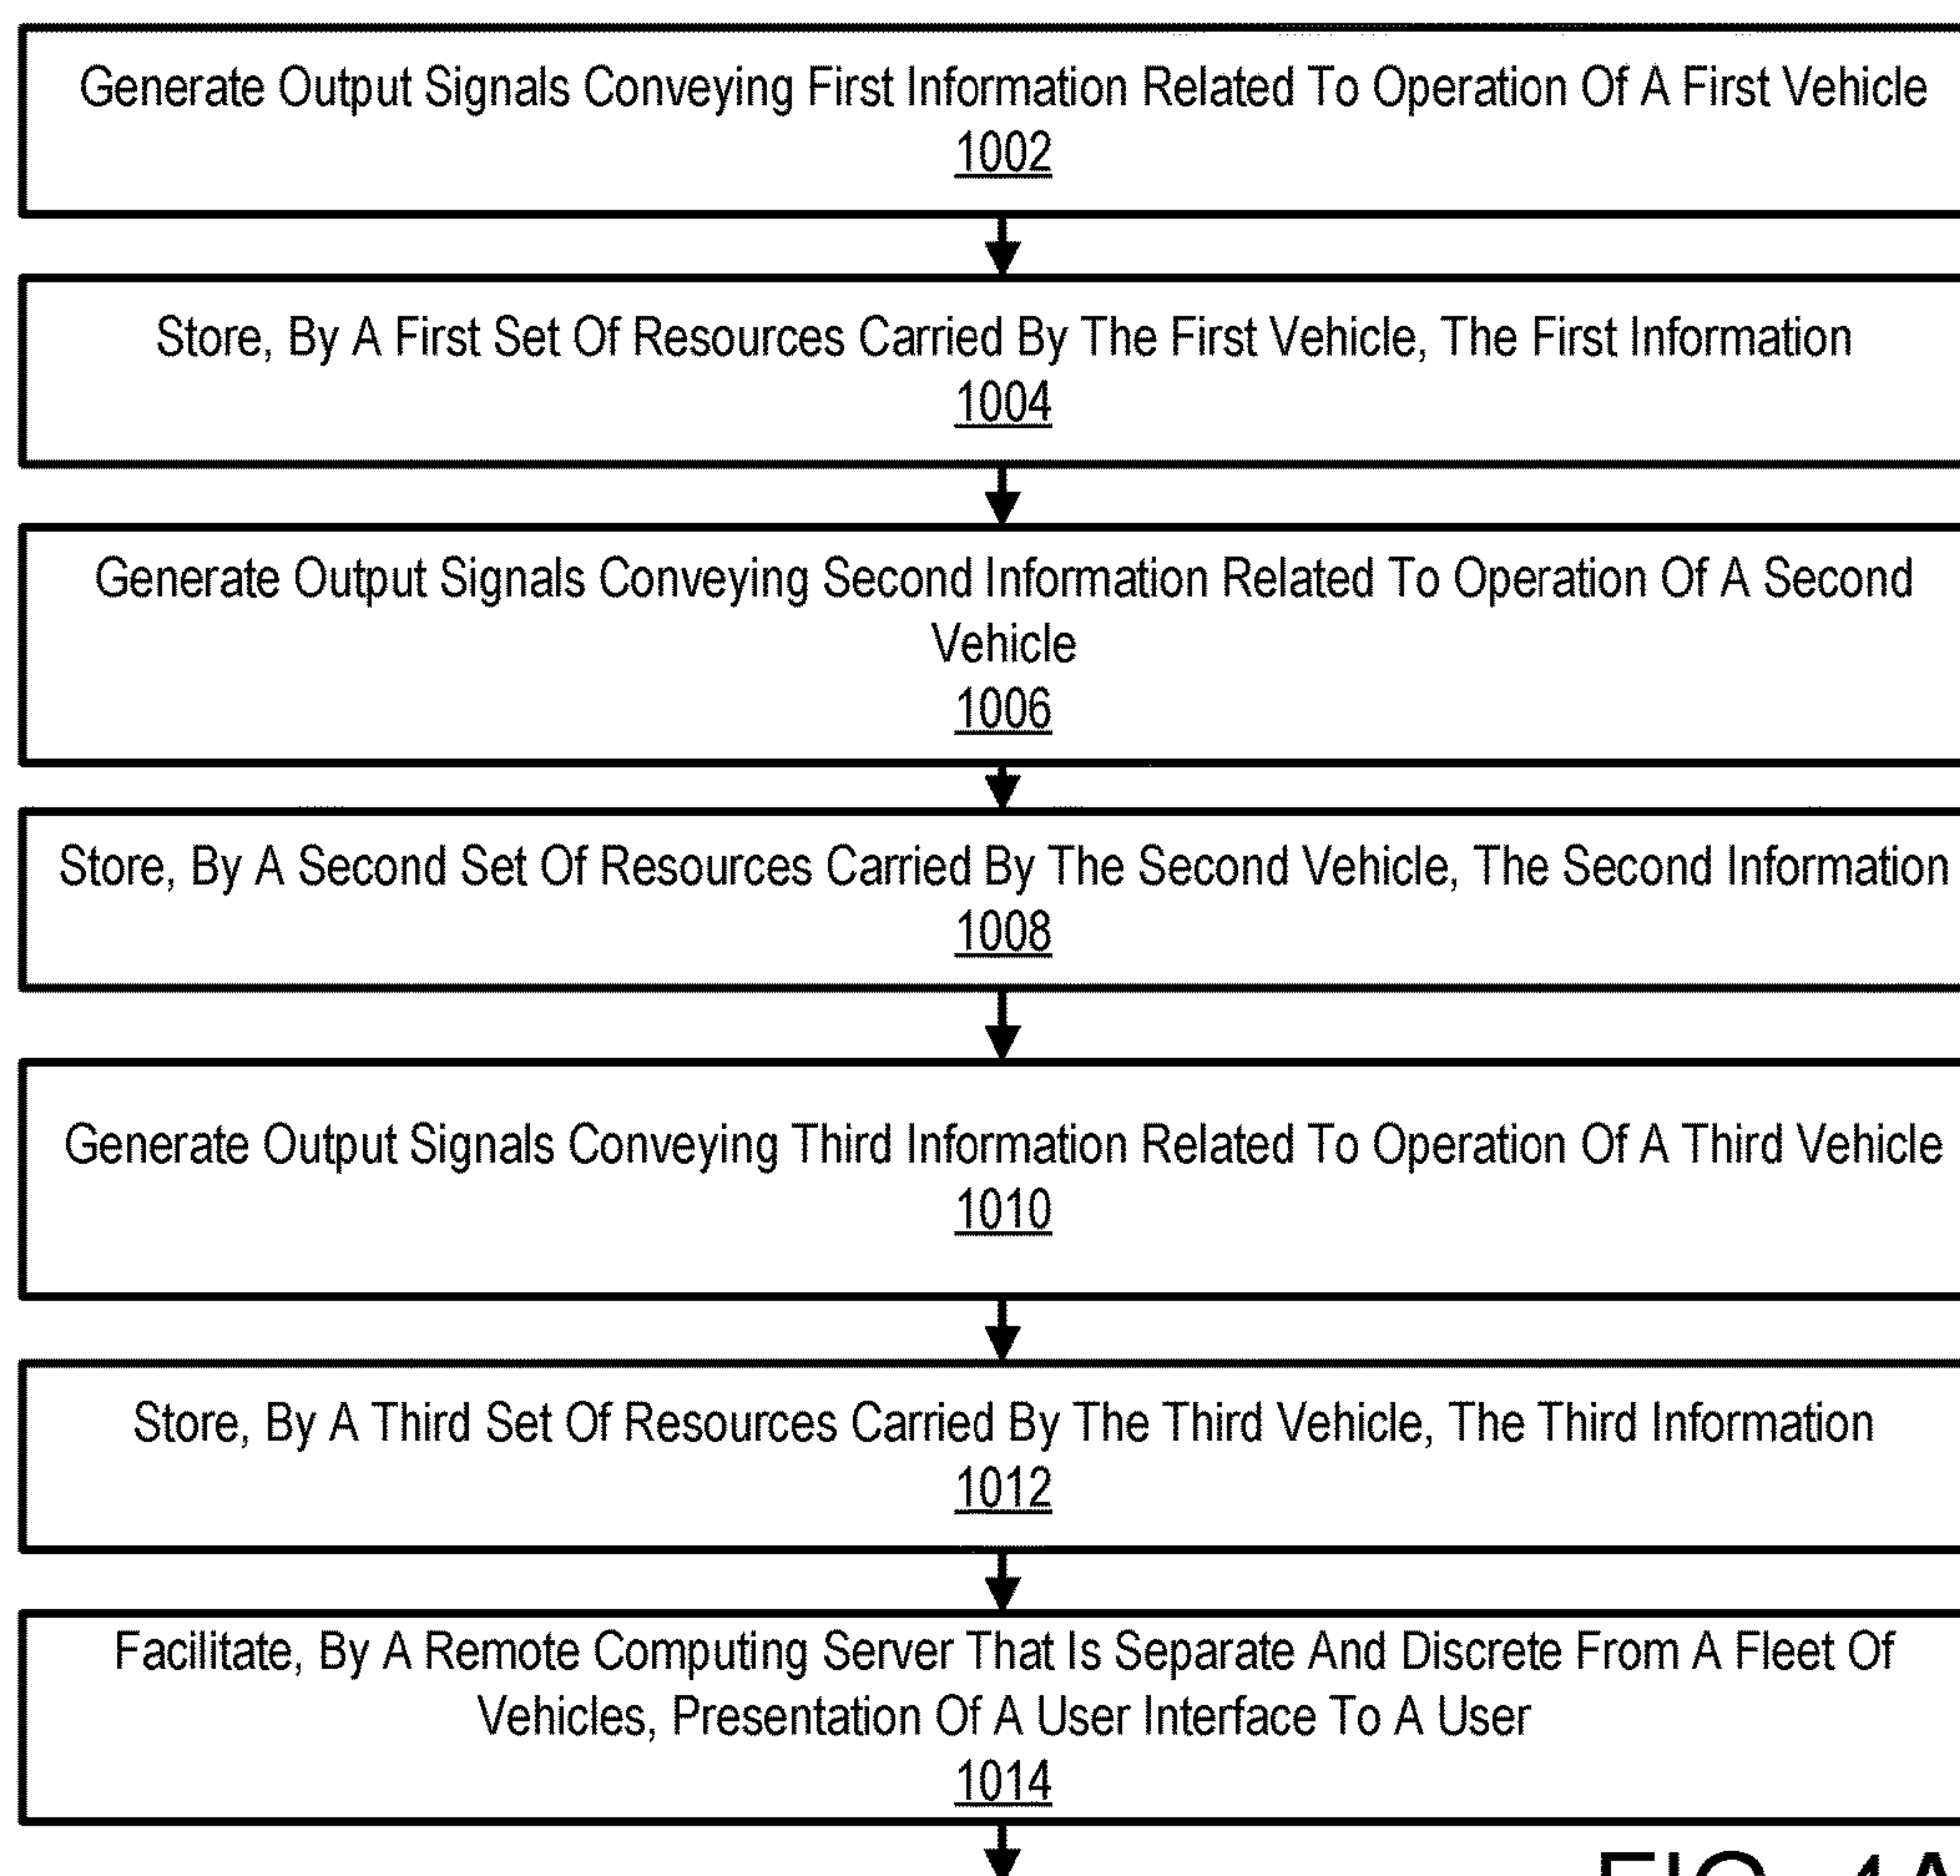 Generate Output Signals Conveying First Information Related To Operation Of A First Vehicle
1002
Store, By A First Set Of Resources Carried By The First Vehicle, The First Information
1004
Generate Output Signals Conveying Second Information Related To Operation Of A Second
Vehicle
1006
Store, By A Second Set Of Resources Carried By The Second Vehicle, The Second Information
1008
Generate Output Signals Conveying Third Information Related To Operation Of A Third Vehicle
1010
Store, By A Third Set Of Resources Carried By The Third Vehicle, The Third Information
1012
Facilitate, By A Remote Computing Server That Is Separate And Discrete From A Fleet Of
Vehicles, Presentation Of A User Interface To A User
1014
FIG. 4A